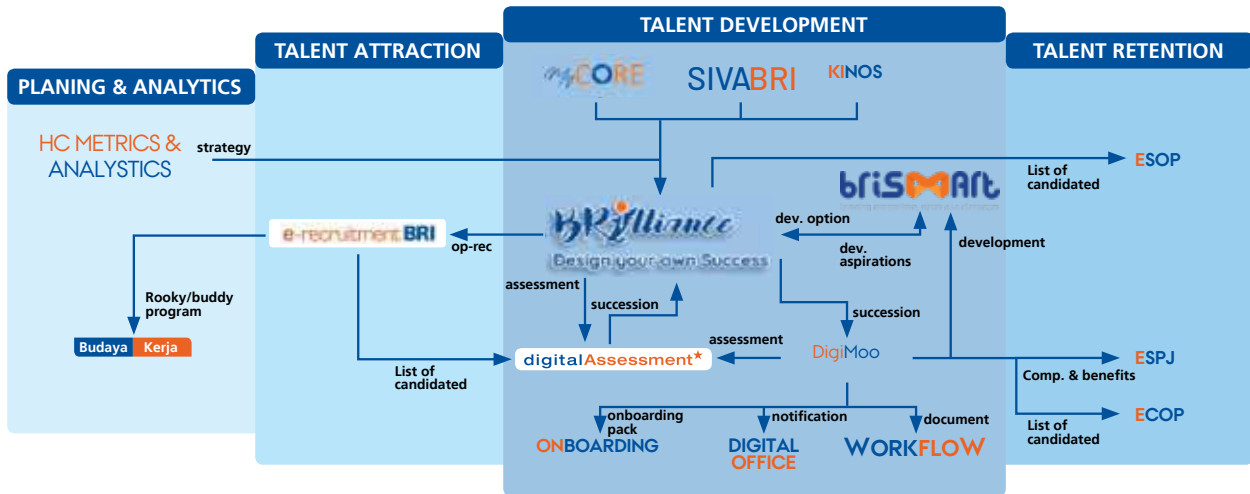 PLANING & ANALYTICS
HC METRICS &
ANALYSTICS
strategy
Rooky/buddy
program
Budaya Kerja
TALENT ATTRACTION
e-recruitment BRI
op-rec
List of
candidated
TALENT DEVELOPMENT
myCORE
SIVABRI
KINOS
BRIlliance
Design your own Success
briSMArt
dev. option
dev.
aspirations
development
assessment
succession
succession
digitalAssessment
assessment
DigiMoo
onboarding
pack
notification
document
ONBOARDING
DIGITAL
OFFICE
WORKFLOW
TALENT RETENTION
List of
candidated
ESOP
Comp. & benefits
ESPJ
List of
candidated
ECOP